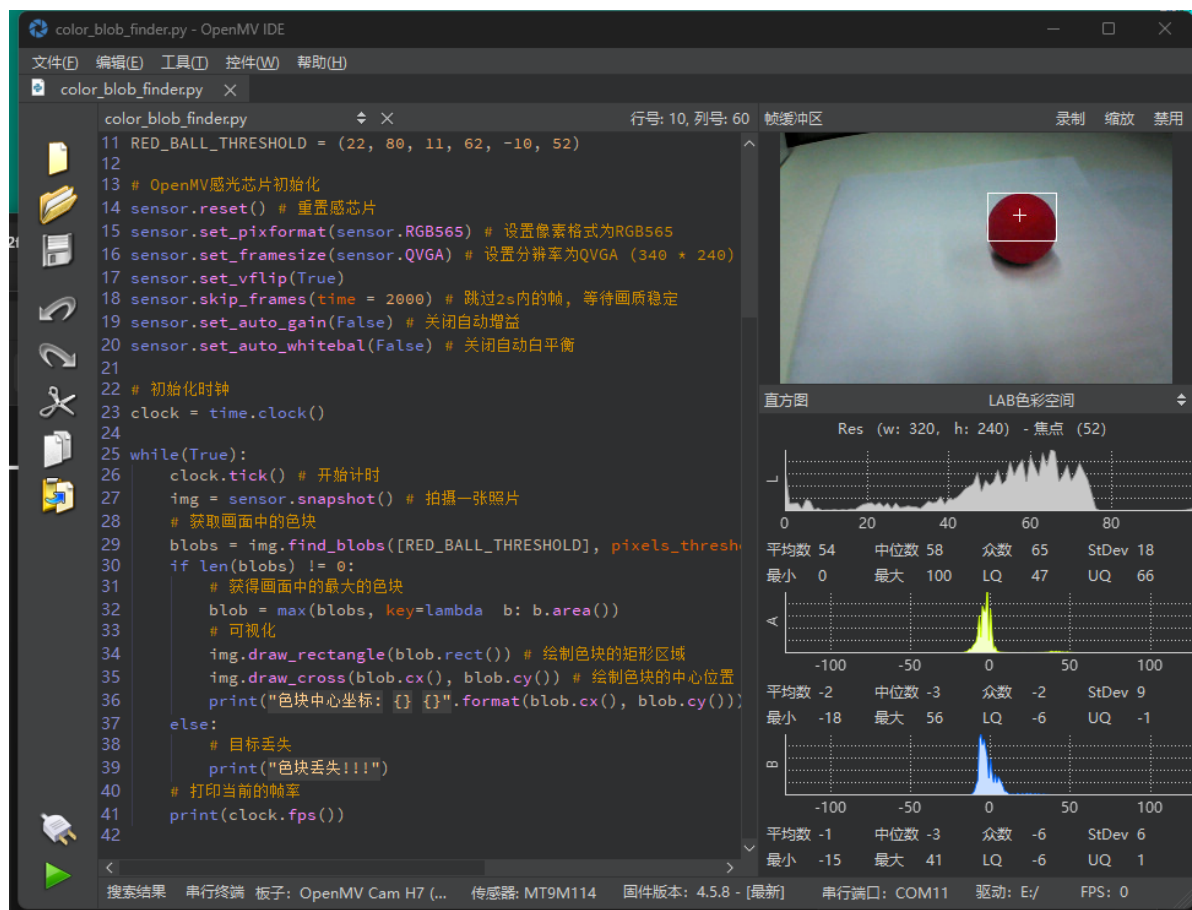 color_blob_finder.py - OpenMV IDE
文件(F) 编辑(E) 工具(T) 控件(W) 帮助(H)
color_blob_finder.py
color_blob_finder.py 行号: 10, 列号: 60 帧缓冲区 录制 缩放 禁用
11 RED_BALL_THRESHOLD = (22, 80, 11, 62, -10, 52)
12
13 # OpenMV感光芯片初始化
14 sensor.reset() # 重置感芯片
15 sensor.set_pixformat(sensor.RGB565) # 设置像素格式为RGB565
16 sensor.set_framesize(sensor.QVGA) # 设置分辨率为QVGA (340 * 240)
17 sensor.set_vflip(True)
18 sensor.skip_frames(time = 2000) # 跳过2s内的帧, 等待画质稳定
19 sensor.set_auto_gain(False) # 关闭自动增益
20 sensor.set_auto_whitebal(False) # 关闭自动白平衡
21
22 # 初始化时钟
23 clock = time.clock()
24
25 while(True):
26     clock.tick() # 开始计时
27     img = sensor.snapshot() # 拍摄一张照片
28     # 获取画面中的色块
29     blobs = img.find_blobs([RED_BALL_THRESHOLD], pixels_thresh
30     if len(blobs) != 0:
31         # 获得画面中的最大的色块
32         blob = max(blobs, key=lambda  b: b.area())
33         # 可视化
34         img.draw_rectangle(blob.rect()) # 绘制色块的矩形区域
35         img.draw_cross(blob.cx(), blob.cy()) # 绘制色块的中心位置
36         print("色块中心坐标: {} {}".format(blob.cx(), blob.cy()))
37     else:
38         # 目标丢失
39         print("色块丢失!!!")
40     # 打印当前的帧率
41     print(clock.fps())
42
直方图 LAB色彩空间
Res (w: 320, h: 240) - 焦点 (52)
L
0 20 40 60 80
平均数 54 中位数 58 众数 65 StDev 18
最小 0 最大 100 LQ 47 UQ 66
A
-100 -50 0 50 100
平均数 -2 中位数 -3 众数 -2 StDev 9
最小 -18 最大 56 LQ -6 UQ -1
B
-100 -50 0 50 100
平均数 -1 中位数 -3 众数 -6 StDev 6
最小 -15 最大 41 LQ -6 UQ 1
搜索结果 串行终端 板子: OpenMV Cam H7 (... 传感器: MT9M114 固件版本: 4.5.8 - [最新] 串行端口: COM11 驱动: E:/ FPS: 0